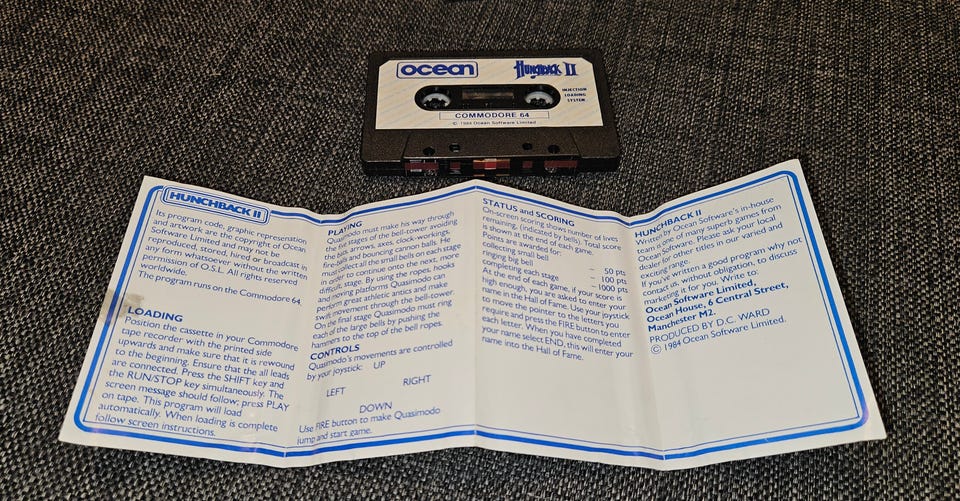 ocean
HUNCHBACK II
INJECTION
LOADING
SYSTEM
COMMODORE 64
© 1984 Ocean Software Limited
HUNCHBACK II
Its program code, graphic representation
and artwork are the copyright of Ocean
Software Limited and may not be
reproduced, stored, hired or broadcast in
any form whatsoever without the written
permission of O.S.L. All rights reserved
worldwide.
The program runs on the Commodore 64.
LOADING
Position the cassette in your Commodore
tape recorder with the printed side
upwards and make sure that it is rewound
to the beginning. Ensure that all the leads
are connected. Press the SHIFT key and
the RUN/STOP key simultaneously. The
screen message should follow: press PLAY
on tape. This program will load
automatically. When loading is complete
follow screen instructions.
PLAYING
Quasimodo must make his way through
the five stages of the bell-tower avoiding
the bats, arrows, axes, clock-workings,
fire-balls and bouncing cannon balls. He
must collect all the small bells on each stage
in order to continue onto the next, more
difficult, stage. By using the ropes, hooks
and moving platforms Quasimodo can
perform great athletic antics and make
swift movement through the bell-tower.
On the final stage Quasimodo must ring
each of the large bells by pushing the
hammers to the top of the bell ropes.
CONTROLS
Quasimodo's movements are controlled
by your joystick: UP
LEFT RIGHT
DOWN
Use FIRE button to make Quasimodo
jump and start game.
STATUS and SCORING
On-screen scoring shows number of lives
remaining, (indicated by bells). Total score
is shown at the end of each game.
Points are awarded for:
collecting small bell – 50 pts
ringing big bell – 100 pts
completing each stage – 1000 pts
At the end of each game, if your score is
high enough, you are asked to enter your
name in the Hall of Fame. Use your joystick
to move the pointer to the letters you
require and press the FIRE button to enter
each letter. When you have completed
your name select END, this will enter your
name into the Hall of Fame.
HUNCHBACK II
Written by Ocean Software's in-house
team is one of many super games from
Ocean Software. Please ask your local
dealer for other titles in our varied and
exciting range.
If you've written a good program why not
contact us, without obligation, to discuss
marketing it for you. Write to:
Ocean Software Limited,
Ocean House, 6 Central Street,
Manchester M2.
PRODUCED BY D.C. WARD
© 1984 Ocean Software Limited.